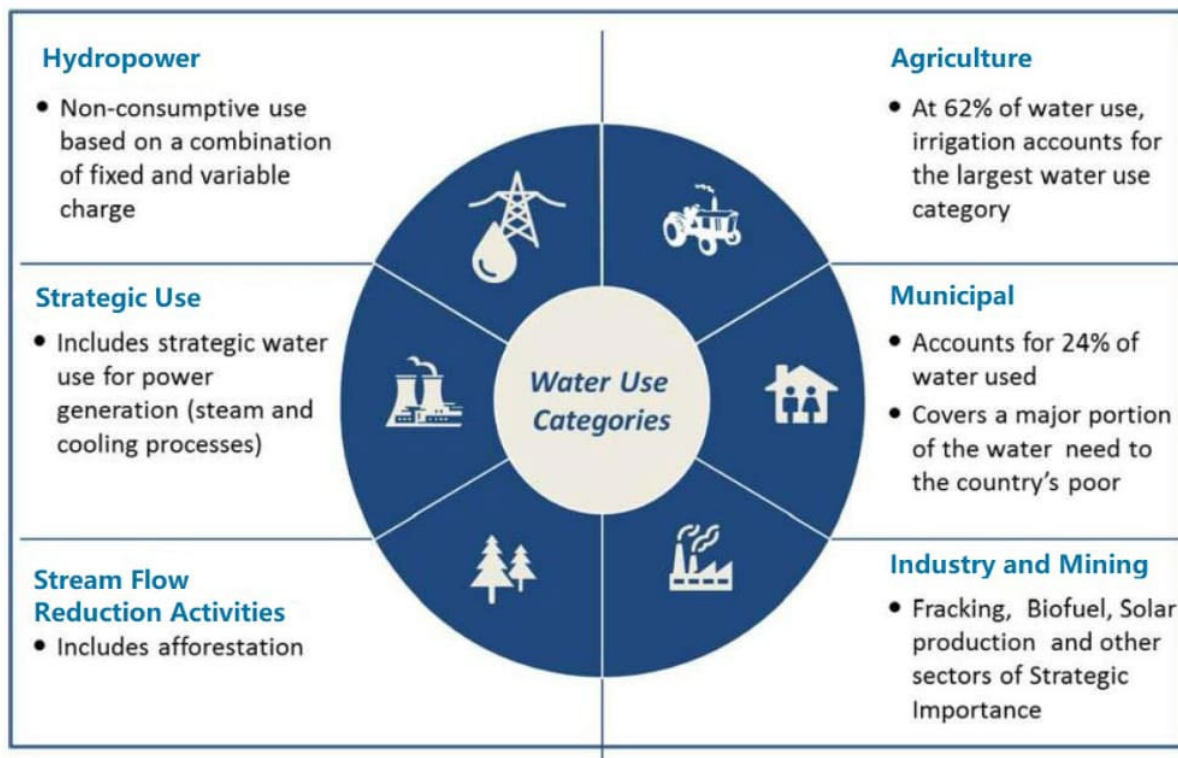 Hydropower
• Non-consumptive use
based on a combination
of fixed and variable
charge
Agriculture
• At 62% of water use,
irrigation accounts for
the largest water use
category
Strategic Use
• Includes strategic water
use for power
generation (steam and
cooling processes)
Water Use
Categories
Municipal
• Accounts for 24% of
water used
• Covers a major portion
of the water need to
the country's poor
Stream Flow
Reduction Activities
• Includes afforestation
Industry and Mining
• Fracking, Biofuel, Solar
production and other
sectors of Strategic
Importance